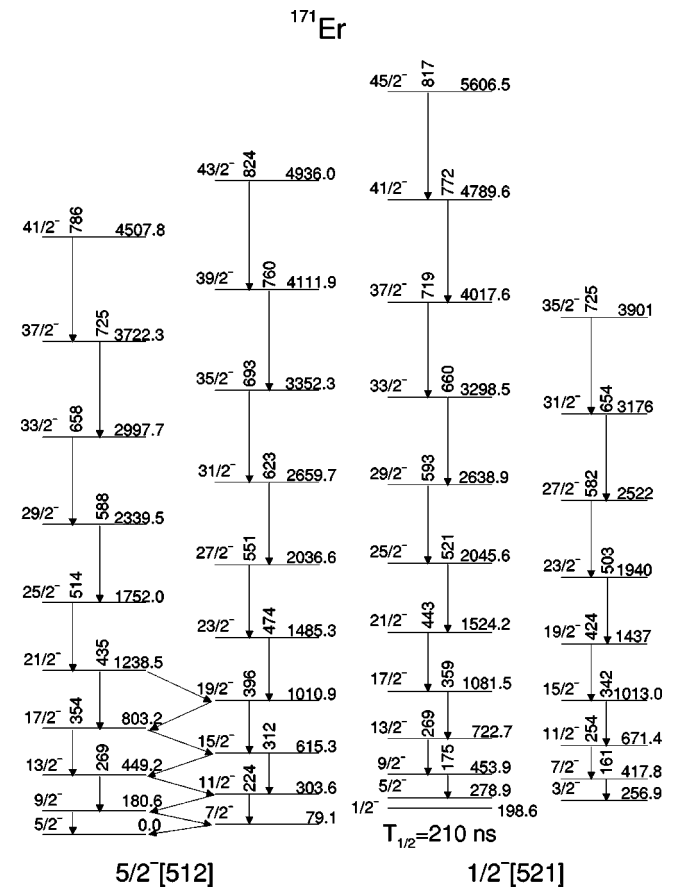 171Er
45/2⁻ 817 5606.5
43/2⁻ 824 4936.0
41/2⁻ 772 4789.6
41/2⁻ 786 4507.8
39/2⁻ 760 4111.9
37/2⁻ 719 4017.6
35/2⁻ 725 3901
37/2⁻ 725 3722.3
35/2⁻ 693 3352.3
33/2⁻ 660 3298.5
31/2⁻ 654 3176
33/2⁻ 658 2997.7
31/2⁻ 623 2659.7
29/2⁻ 593 2638.9
27/2⁻ 582 2522
29/2⁻ 588 2339.5
27/2⁻ 551 2036.6
25/2⁻ 521 2045.6
23/2⁻ 503 1940
25/2⁻ 514 1752.0
23/2⁻ 474 1485.3
21/2⁻ 443 1524.2
19/2⁻ 424 1437
21/2⁻ 435 1238.5
19/2⁻ 396 1010.9
17/2⁻ 359 1081.5
15/2⁻ 342 1013.0
17/2⁻ 354 803.2
15/2⁻ 312 615.3
13/2⁻ 269 722.7
11/2⁻ 254 671.4
13/2⁻ 269 449.2
11/2⁻ 224 303.6
9/2⁻ 175 453.9
7/2⁻ 161 417.8
9/2⁻ 180.6
7/2⁻ 79.1
5/2⁻ 278.9
3/2⁻ 256.9
5/2⁻ 0.0
1/2⁻ 198.6
T1/2=210 ns
5/2⁻[512]
1/2⁻[521]